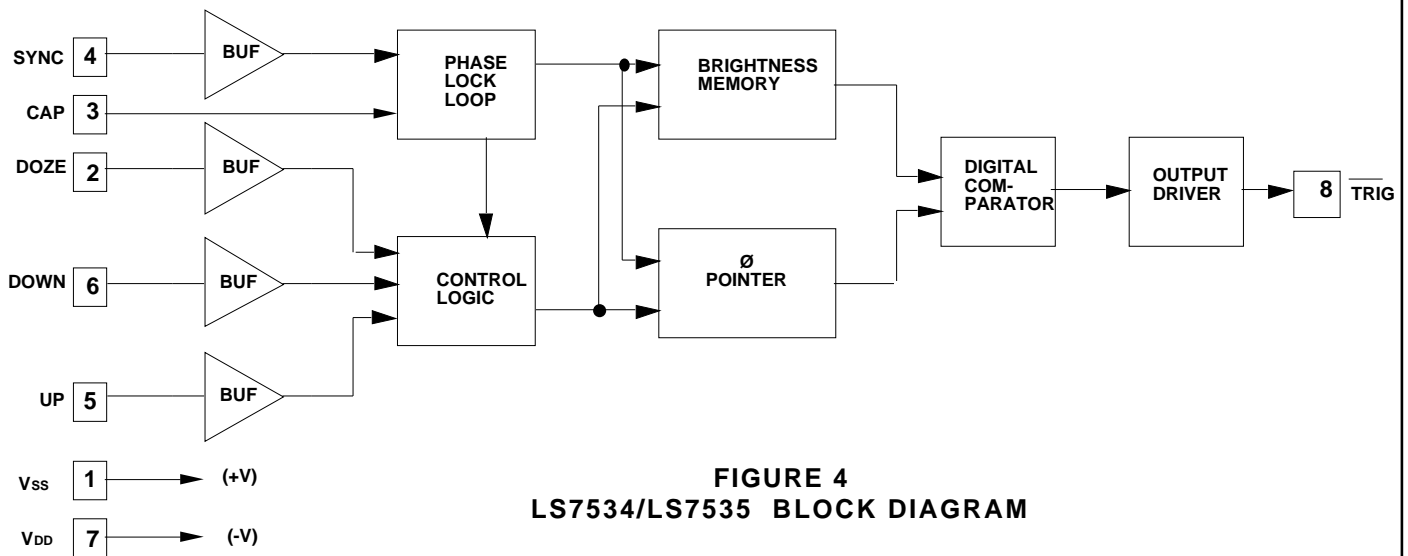 SYNC 4 BUF
PHASE
LOCK
LOOP
BRIGHTNESS
MEMORY
CAP 3
DOZE 2 BUF
DIGITAL
COM-
PARATOR
OUTPUT
DRIVER
8 TRIG
DOWN 6 BUF
CONTROL
LOGIC
Ø
POINTER
UP 5 BUF
VSS 1 (+V)
VDD 7 (-V)
FIGURE 4
LS7534/LS7535 BLOCK DIAGRAM